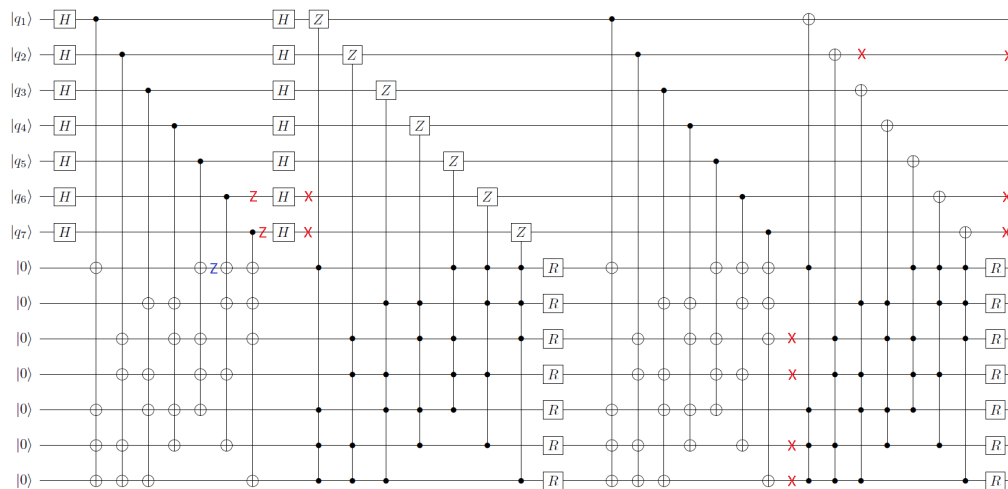 |q₁⟩ H H Z
|q₂⟩ H H Z X X
|q₃⟩ H H Z
|q₄⟩ H H Z
|q₅⟩ H H Z
|q₆⟩ H Z H X Z X
|q₇⟩ H Z H X Z X
|0⟩ Z R R
|0⟩ R R
|0⟩ R X R
|0⟩ R X R
|0⟩ R R
|0⟩ R X R
|0⟩ R X R